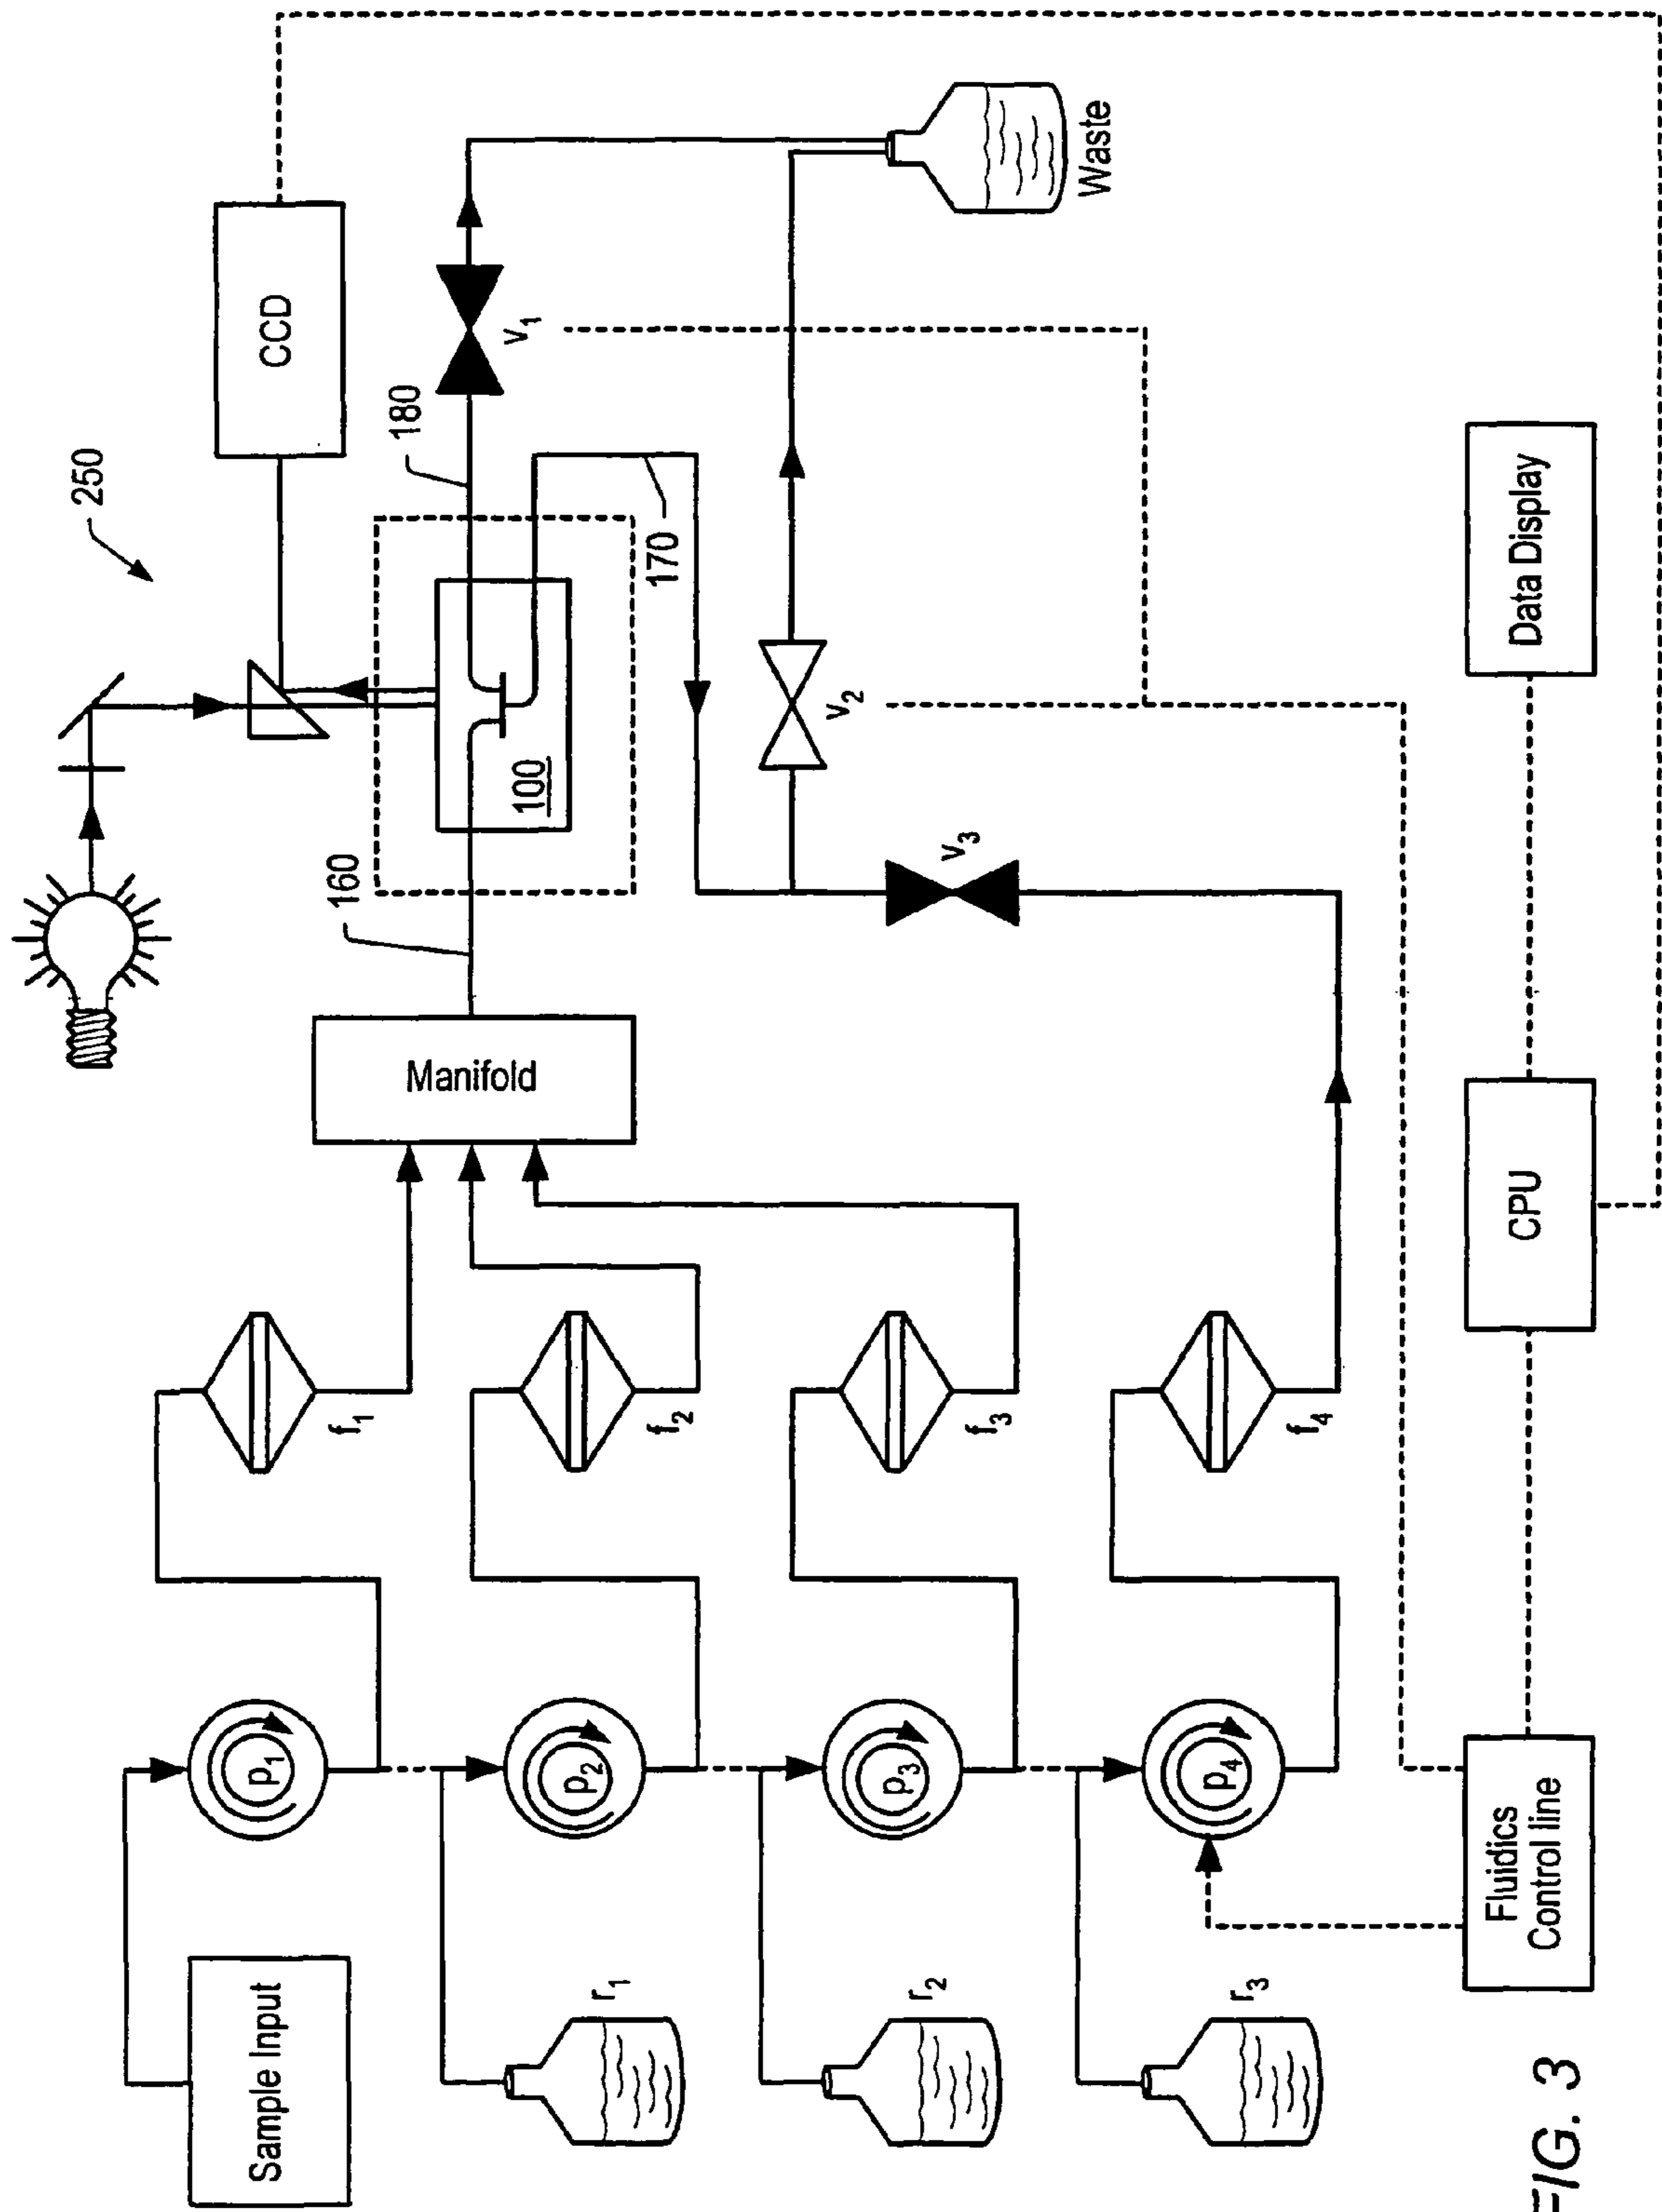 250
CCD
180
V1
160
100
170
V2
V3
Manifold
Waste
Sample Input
p1
f1
r1
p2
f2
r2
p3
f3
r3
p4
f4
Fluidics
Control line
CPU
Data Display
FIG. 3